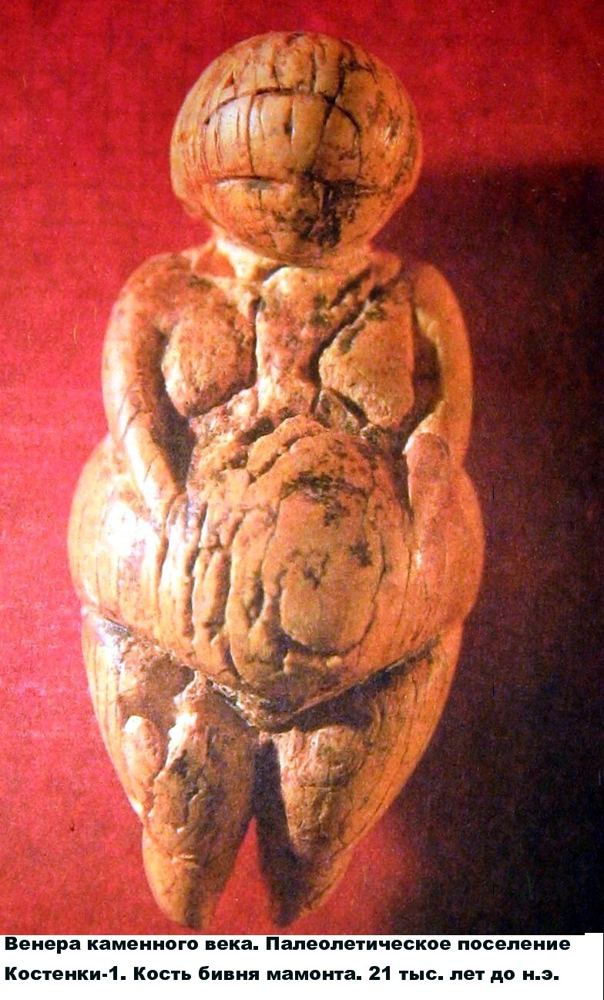 Венера каменного века. Палеолетическое поселение
Костенки-1. Кость бивня мамонта. 21 тыс. лет до н.э.